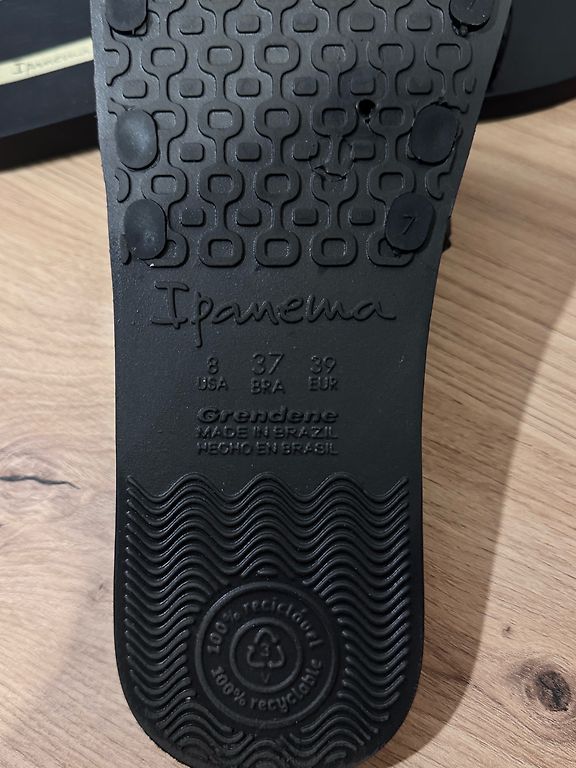 Ipanema
7
Ipanema
8 37 39
USA BRA EUR
Grendene
MADE IN BRAZIL
HECHO EN BRASIL
100% reciclável
3
V
100% recyclable